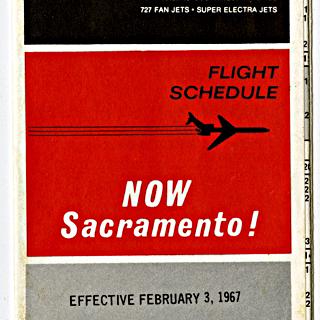 727 FAN JETS • SUPER ELECTRA JETS
FLIGHT
SCHEDULE
NOW
Sacramento!
EFFECTIVE FEBRUARY 3, 1967